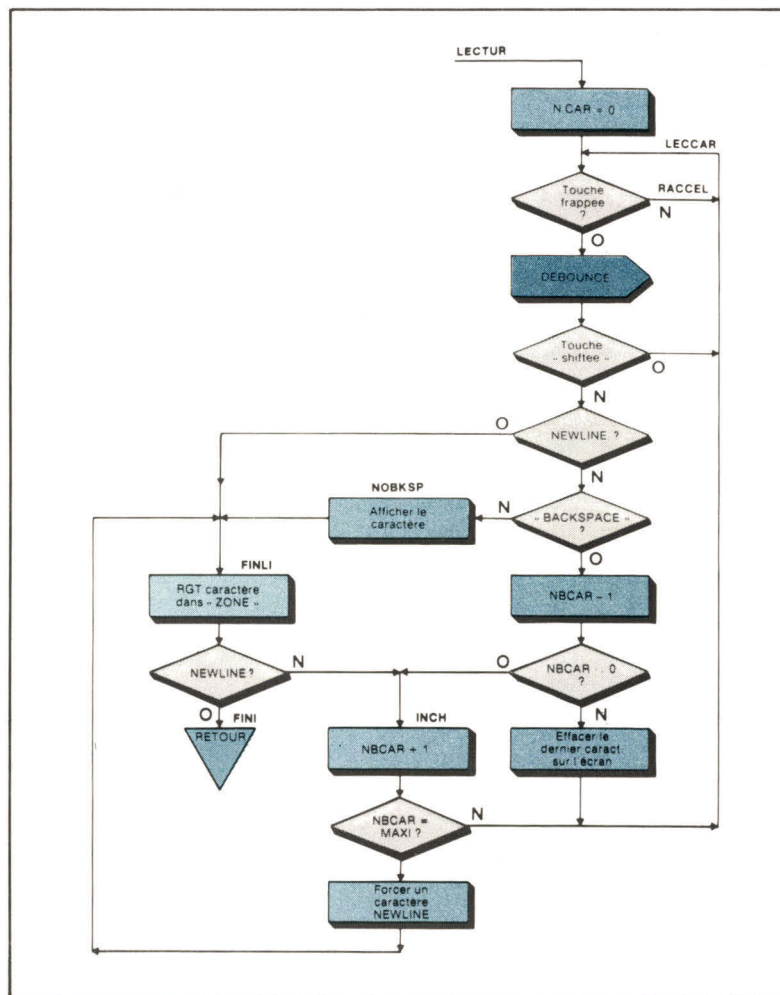 LECTUR
N CAR = 0
LECCAR
Touche
frappee
?
RACCEL
N
O
DEBOUNCE
Touche
- shiftee -
O
N
O
NEWLINE ?
N
NOBKSP
Afficher le
caractère
N
- BACKSPACE -
?
O
FINLI
RGT caractère
dans - ZONE -
NBCAR - 1
NEWLINE ?
N
O
NBCAR 0
?
O
FINI
INCH
N
RETOUR
NBCAR + 1
Effacer le
dernier caract.
sur l'écran
NBCAR =
MAXI ?
N
Forcer un
caractère
NEWLINE